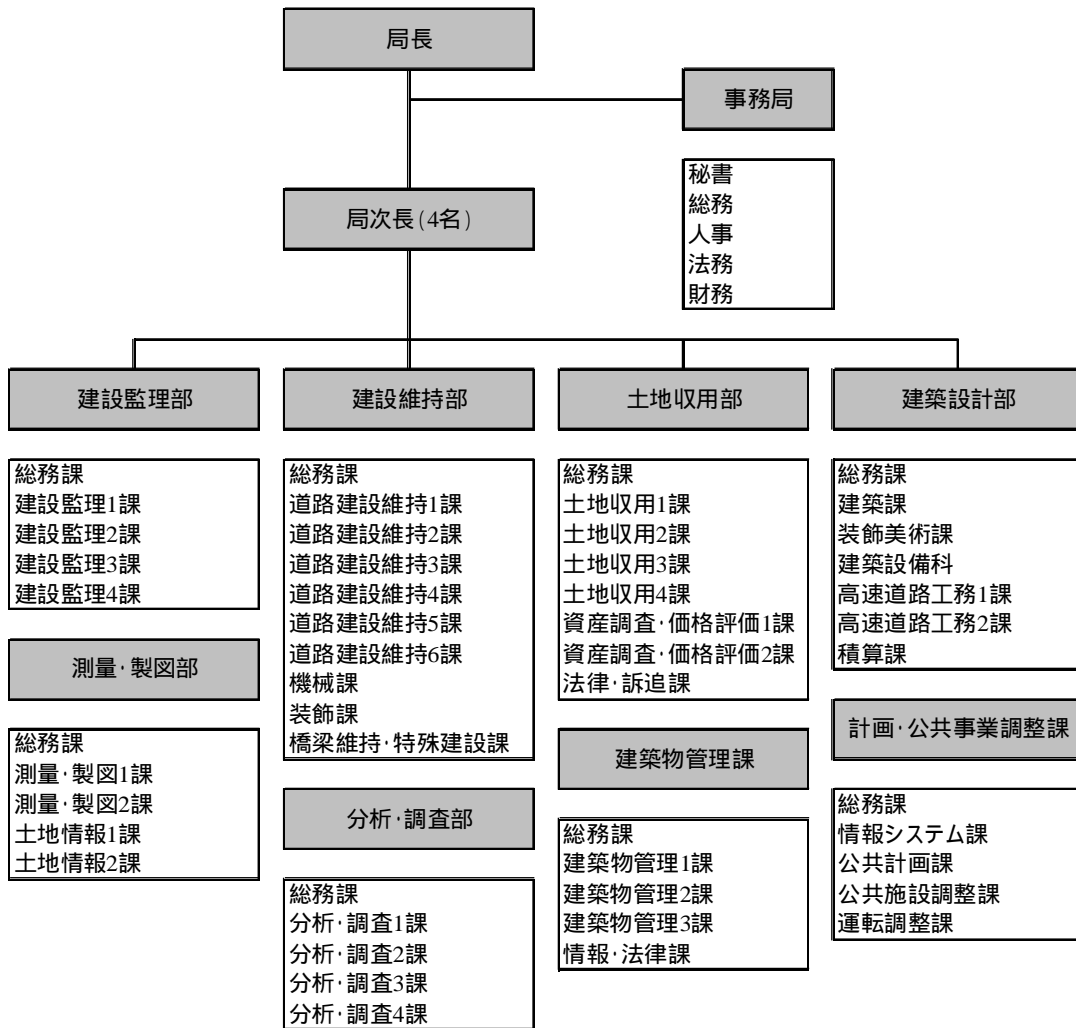 局長
事務局
秘書
総務
人事
法務
財務
局次長(4名)
建設監理部
総務課
建設監理1課
建設監理2課
建設監理3課
建設監理4課
測量·製図部
総務課
測量·製図1課
測量·製図2課
土地情報1課
土地情報2課
建設維持部
総務課
道路建設維持1課
道路建設維持2課
道路建設維持3課
道路建設維持4課
道路建設維持5課
道路建設維持6課
機械課
装飾課
橋梁維持·特殊建設課
分析·調査部
総務課
分析·調査1課
分析·調査2課
分析·調査3課
分析·調査4課
土地収用部
総務課
土地収用1課
土地収用2課
土地収用3課
土地収用4課
資産調査·価格評価1課
資産調査·価格評価2課
法律·訴追課
建築物管理課
総務課
建築物管理1課
建築物管理2課
建築物管理3課
情報·法律課
建築設計部
総務課
建築課
装飾美術課
建築設備科
高速道路工務1課
高速道路工務2課
積算課
計画·公共事業調整課
総務課
情報システム課
公共計画課
公共施設調整課
運転調整課